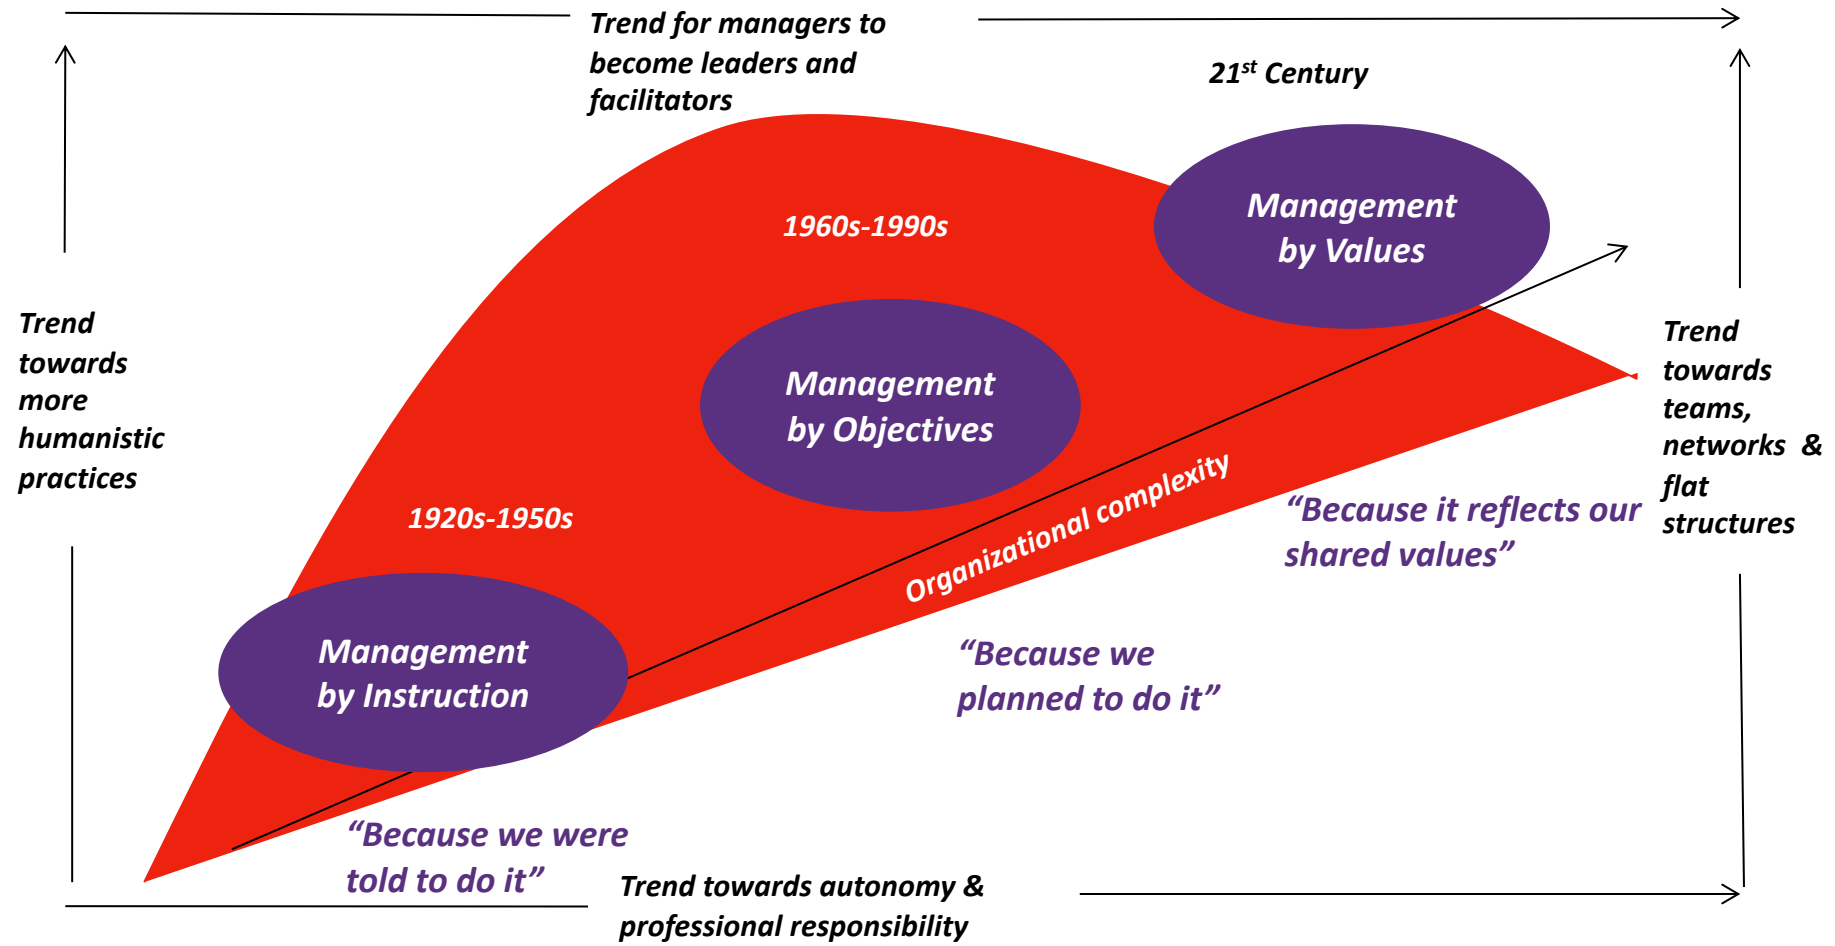 Trend for managers to
become leaders and
facilitators
21st Century
Management
by Values
1960s-1990s
Management
by Objectives
Trend
towards
more
humanistic
practices
Trend
towards
teams,
networks &
flat
structures
1920s-1950s
Management
by Instruction
Organizational complexity
“Because it reflects our
shared values”
“Because we
planned to do it”
“Because we were
told to do it”
Trend towards autonomy &
professional responsibility